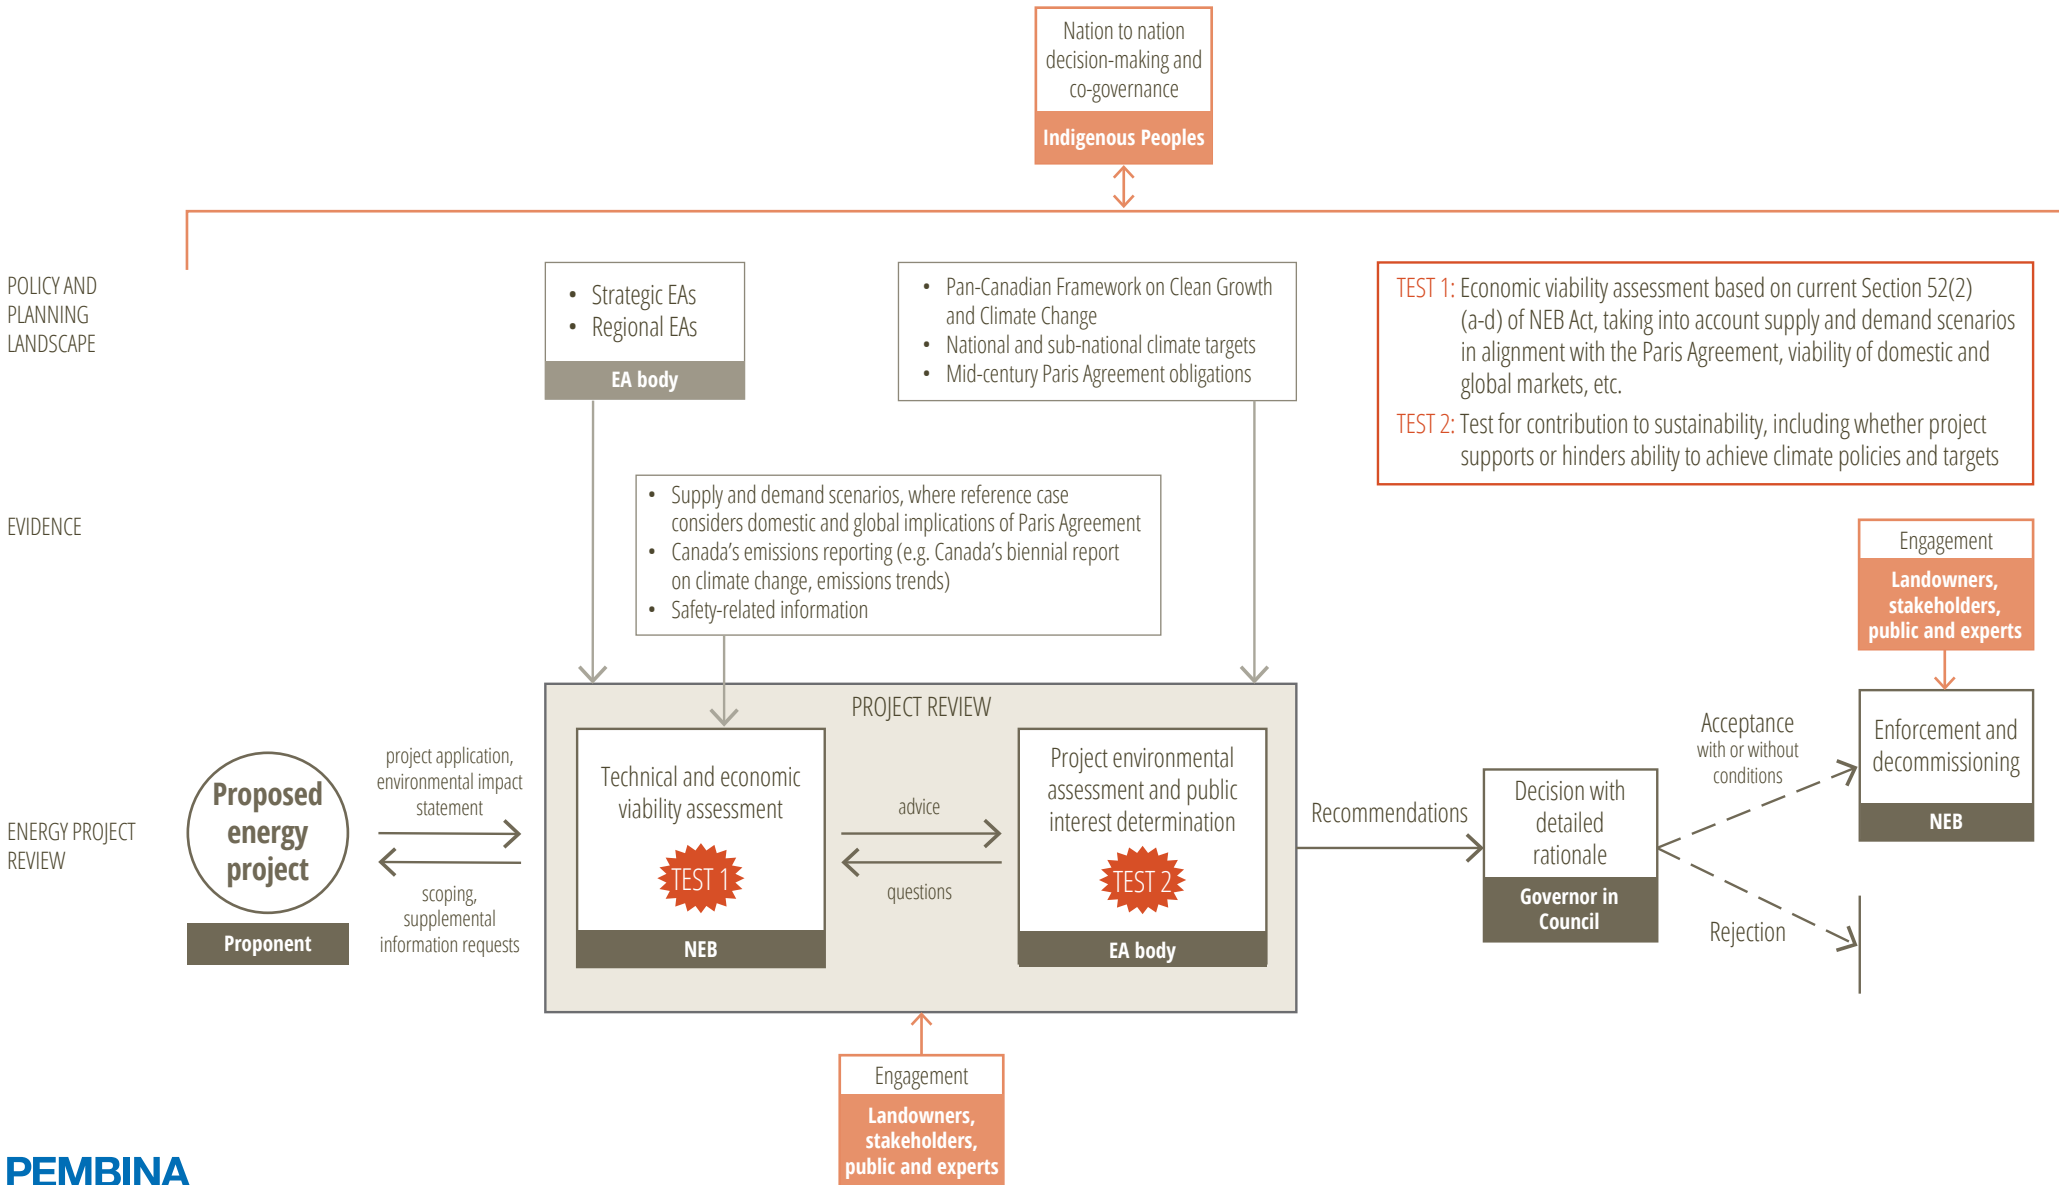 Nation to nation
decision-making and
co-governance
Indigenous Peoples
POLICY AND
PLANNING
LANDSCAPE
• Strategic EAs
• Regional EAs
EA body
• Pan-Canadian Framework on Clean Growth
and Climate Change
• National and sub-national climate targets
• Mid-century Paris Agreement obligations
TEST 1: Economic viability assessment based on current Section 52(2)
(a-d) of NEB Act, taking into account supply and demand scenarios
in alignment with the Paris Agreement, viability of domestic and
global markets, etc.
TEST 2: Test for contribution to sustainability, including whether project
supports or hinders ability to achieve climate policies and targets
EVIDENCE
• Supply and demand scenarios, where reference case
considers domestic and global implications of Paris Agreement
• Canada’s emissions reporting (e.g. Canada’s biennial report
on climate change, emissions trends)
• Safety-related information
Engagement
Landowners,
stakeholders,
public and experts
ENERGY PROJECT
REVIEW
Proposed
energy
project
Proponent
project application,
environmental impact
statement
scoping,
supplemental
information requests
PROJECT REVIEW
Technical and economic
viability assessment
TEST 1
NEB
advice
questions
Project environmental
assessment and public
interest determination
TEST 2
EA body
Recommendations
Decision with
detailed
rationale
Governor in
Council
Acceptance
with or without
conditions
Rejection
Enforcement and
decommissioning
NEB
Engagement
Landowners,
stakeholders,
public and experts
PEMBINA